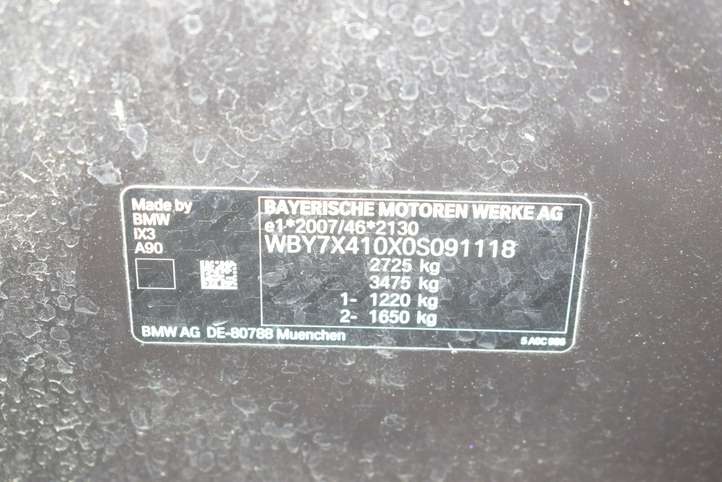 Made by
BMW
IX3
A90
BAYERISCHE MOTOREN WERKE AG
e1*2007/46*2130
WBY7X410X0S091118
2725 kg
3475 kg
1- 1220 kg
2- 1650 kg
BMW AG DE-80788 Muenchen